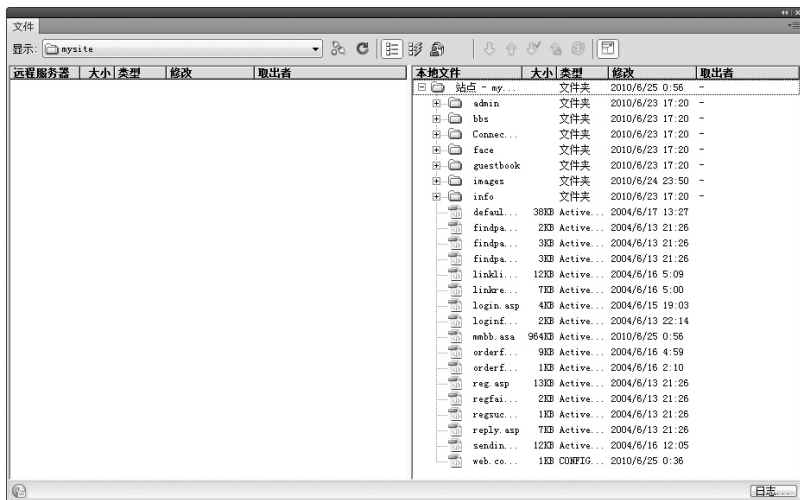 文件
显示: mysite
远程服务器 大小 类型 修改 取出者
本地文件 大小 类型 修改 取出者
站点 - my... 文件夹 2010/6/25 0:56 -
admin 文件夹 2010/6/23 17:20 -
bbs 文件夹 2010/6/23 17:20 -
Connec... 文件夹 2010/6/23 17:20 -
face 文件夹 2010/6/23 17:20 -
guestbook 文件夹 2010/6/23 17:20 -
images 文件夹 2010/6/24 23:50 -
info 文件夹 2010/6/23 17:20 -
defaul... 38KB Active... 2004/6/17 13:27
findpa... 2KB Active... 2004/6/13 21:26
findpa... 3KB Active... 2004/6/13 21:26
findpa... 3KB Active... 2004/6/13 21:26
linkli... 12KB Active... 2004/6/16 5:09
linkre... 7KB Active... 2004/6/16 5:00
login.asp 4KB Active... 2004/6/15 19:03
loginf... 2KB Active... 2004/6/13 22:14
mmbb.asa 964KB Active... 2010/6/25 0:56
orderf... 9KB Active... 2004/6/16 4:59
orderf... 1KB Active... 2004/6/16 2:10
reg.asp 13KB Active... 2004/6/13 21:26
regfai... 2KB Active... 2004/6/13 21:26
regsuc... 1KB Active... 2004/6/13 21:26
reply.asp 7KB Active... 2004/6/13 21:26
sendin... 12KB Active... 2004/6/16 12:05
web.co... 1KB CONFIG... 2010/6/25 0:36
日志...